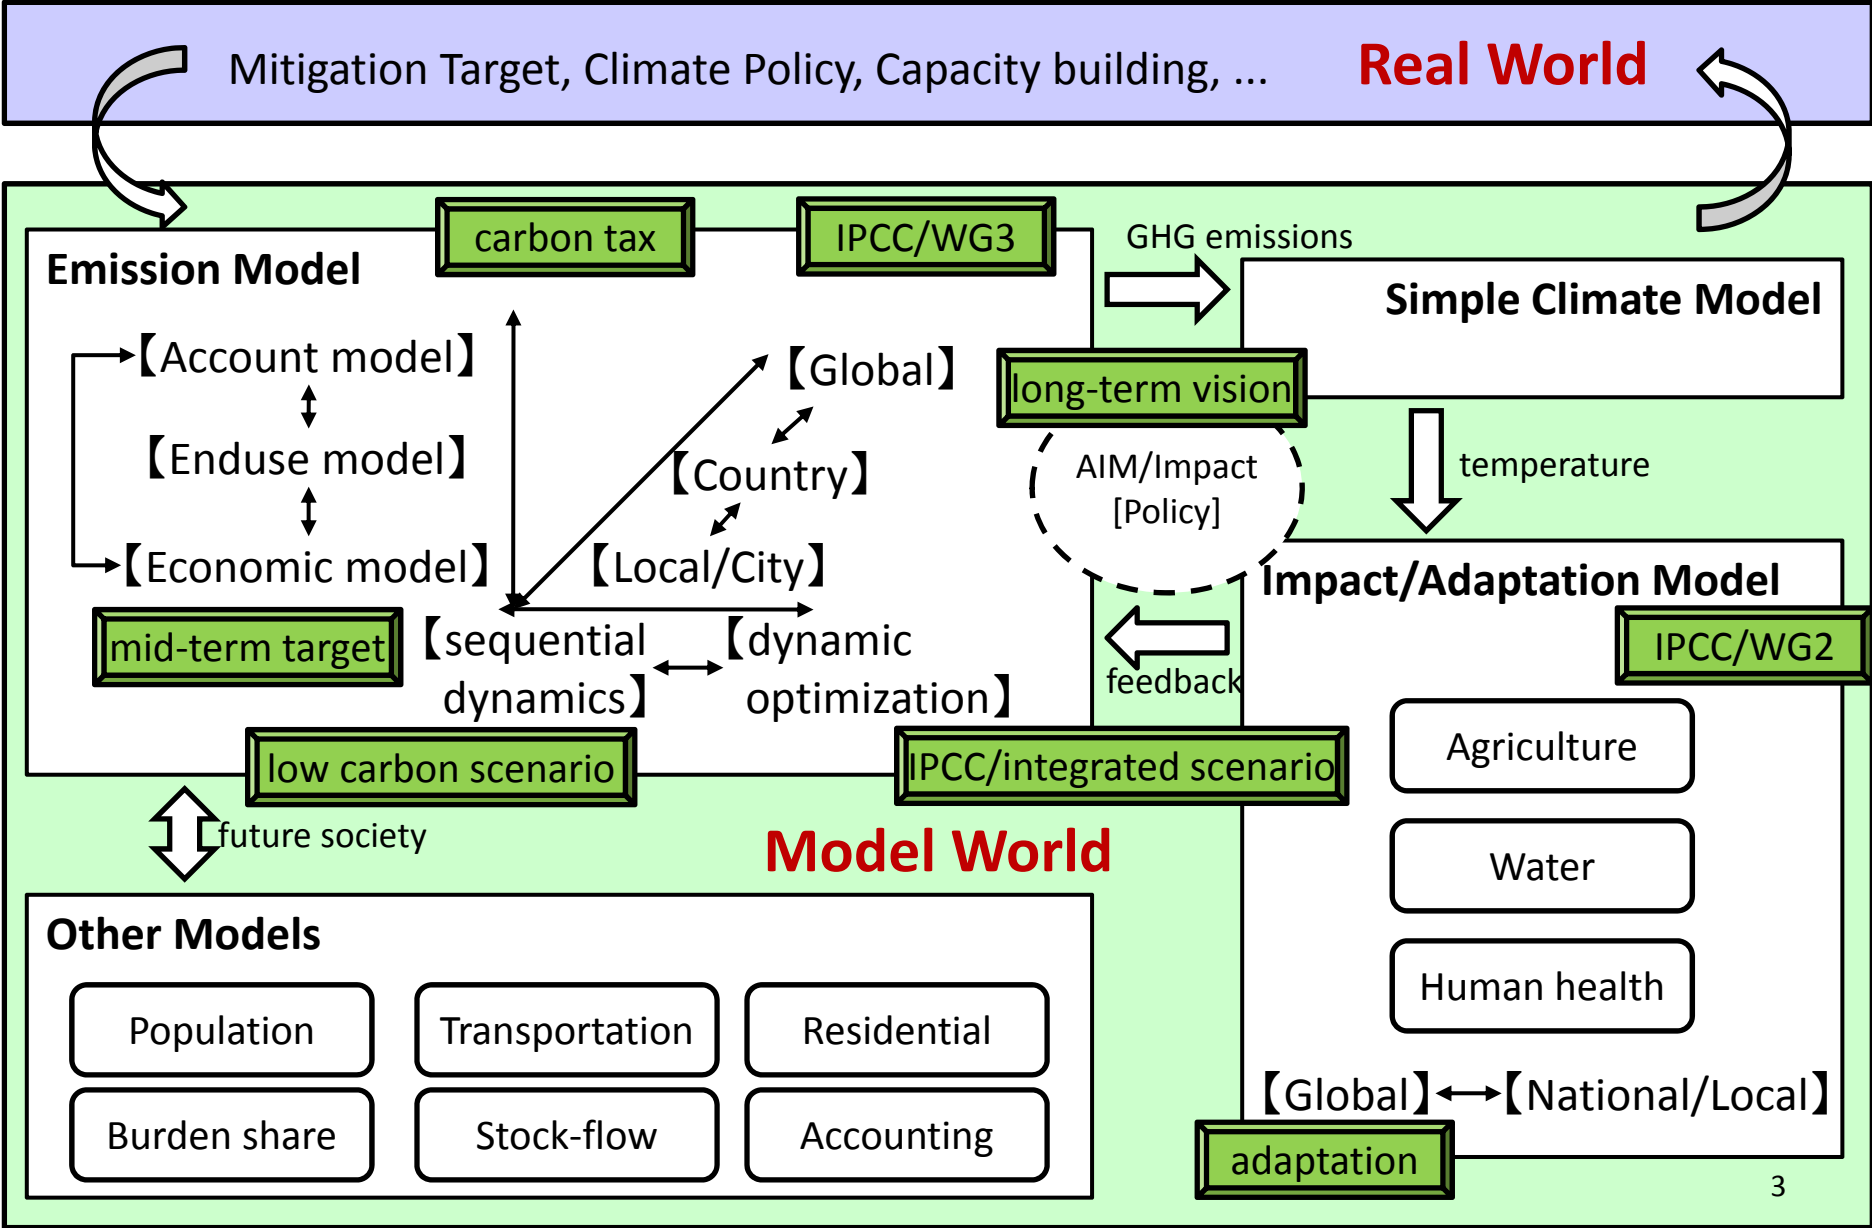 Mitigation Target, Climate Policy, Capacity building, ...
Real World
carbon tax
IPCC/WG3
GHG emissions
Emission Model
Simple Climate Model
【Account model】
【Global】
long-term vision
【Enduse model】
【Country】
AIM/Impact
[Policy]
temperature
【Economic model】
【Local/City】
Impact/Adaptation Model
mid-term target
【sequential
dynamics】
【dynamic
optimization】
feedback
IPCC/WG2
low carbon scenario
IPCC/integrated scenario
Agriculture
future society
Model World
Water
Other Models
Human health
Population
Transportation
Residential
Burden share
Stock-flow
Accounting
【Global】
【National/Local】
adaptation
3